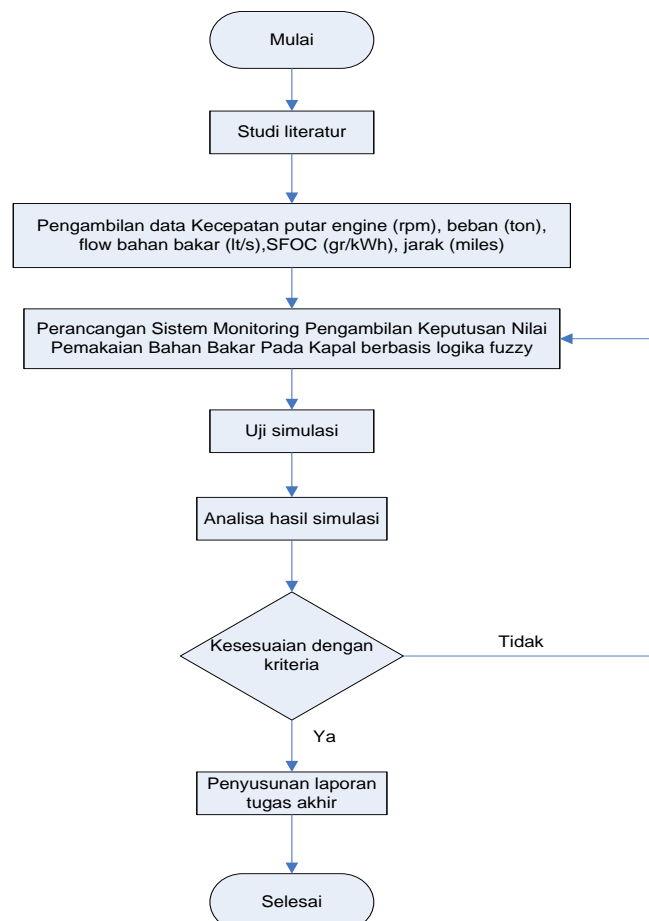 Mulai
Studi literatur
Pengambilan data Kecepatan putar engine (rpm), beban (ton),
flow bahan bakar (lt/s),SFOC (gr/kWh), jarak (miles)
Perancangan Sistem Monitoring Pengambilan Keputusan Nilai
Pemakaian Bahan Bakar Pada Kapal berbasis logika fuzzy
Uji simulasi
Analisa hasil simulasi
Kesesuaian dengan
kriteria
Tidak
Ya
Penyusunan laporan
tugas akhir
Selesai